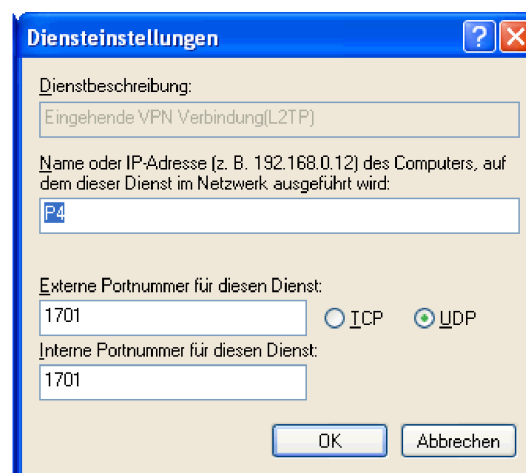 Diensteinstellungen
Dienstbeschreibung:
Eingehende VPN Verbindung(L2TP)
Name oder IP-Adresse (z. B. 192.168.0.12) des Computers, auf
dem dieser Dienst im Netzwerk ausgeführt wird:
P4
Externe Portnummer für diesen Dienst:
1701 TCP UDP
Interne Portnummer für diesen Dienst:
1701
OK Abbrechen